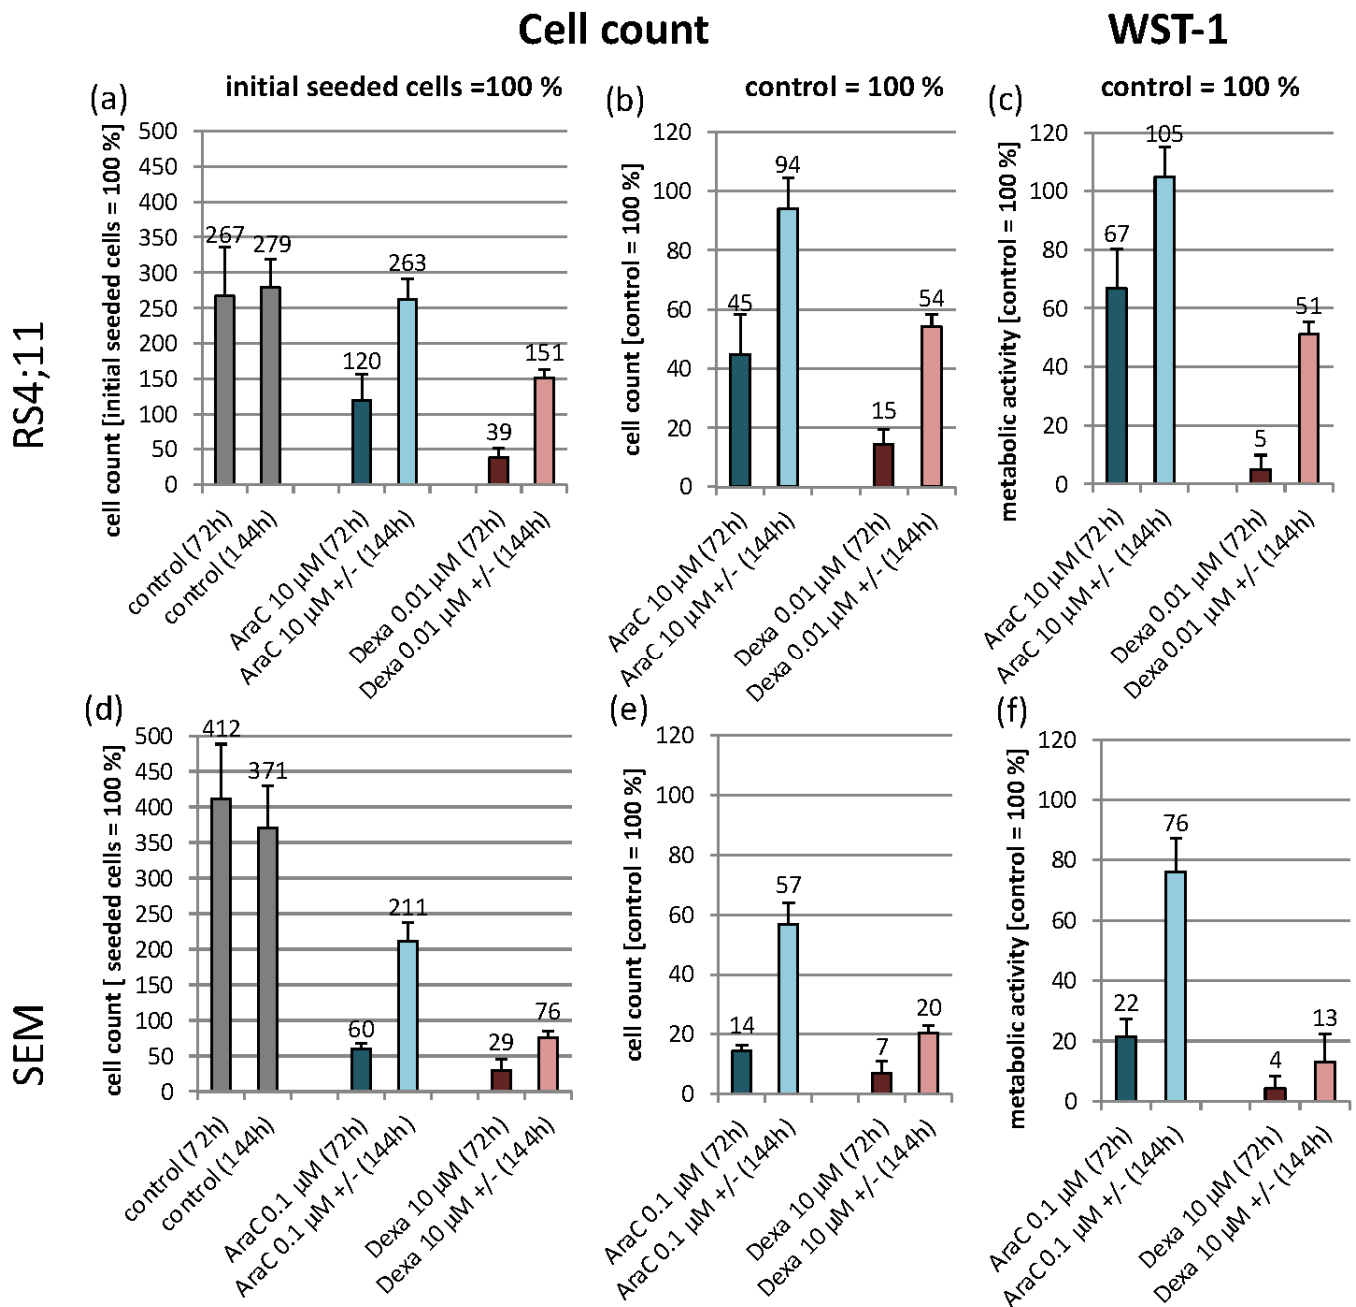 Cell count
WST-1
initial seeded cells =100 %
control = 100 %
control = 100 %
RS4;11
(a)
cell count [initial seeded cells = 100 %]
500
450
400
350
300
250
200
150
100
50
0
267
279
120
263
39
151
control (72h)
control (144h)
AraC 10 µM (72h)
AraC 10 µM +/- (144h)
Dexa 0.01 µM (72h)
Dexa 0.01 µM +/- (144h)
(b)
cell count [control = 100 %]
120
100
80
60
40
20
0
45
94
15
54
AraC 10 µM (72h)
AraC 10 µM +/- (144h)
Dexa 0.01 µM (72h)
Dexa 0.01 µM +/- (144h)
(c)
metabolic activity [control = 100 %]
120
100
80
60
40
20
0
67
105
5
51
AraC 10 µM (72h)
AraC 10 µM +/- (144h)
Dexa 0.01 µM (72h)
Dexa 0.01 µM +/- (144h)
SEM
(d)
cell count [ seeded cells = 100 %]
500
450
400
350
300
250
200
150
100
50
0
412
371
60
211
29
76
control (72h)
control (144h)
AraC 0.1 µM (72h)
AraC 0.1 µM +/- (144h)
Dexa 10 µM (72h)
Dexa 10 µM +/- (144h)
(e)
cell count [control = 100 %]
120
100
80
60
40
20
0
14
57
7
20
AraC 0.1 µM (72h)
AraC 0.1 µM +/- (144h)
Dexa 10 µM (72h)
Dexa 10 µM +/- (144h)
(f)
metabolic activity [control = 100 %]
120
100
80
60
40
20
0
22
76
4
13
AraC 0.1 µM (72h)
AraC 0.1 µM +/- (144h)
Dexa 10 µM (72h)
Dexa 10 µM +/- (144h)